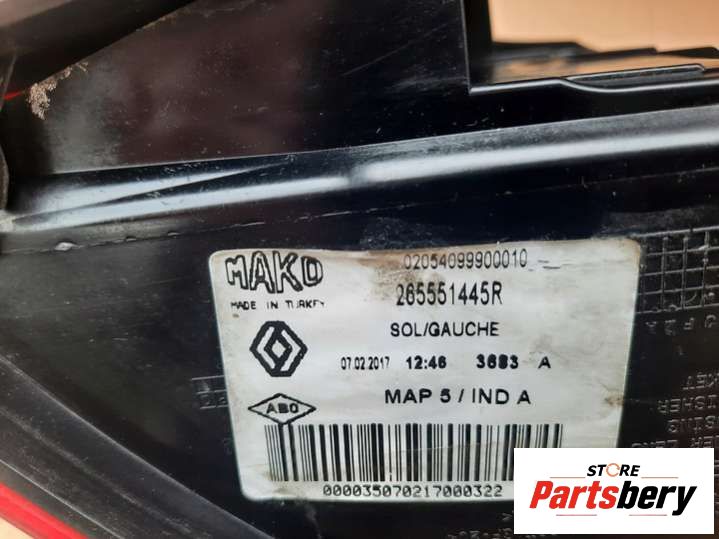 MAKO
MADE IN TURKEY
02054099900010
265551445R
SOL/GAUCHE
07.02.2017 12:46 3683 A
ABO
MAP 5 / IND A
000035070217000322
STORE
Partsbery